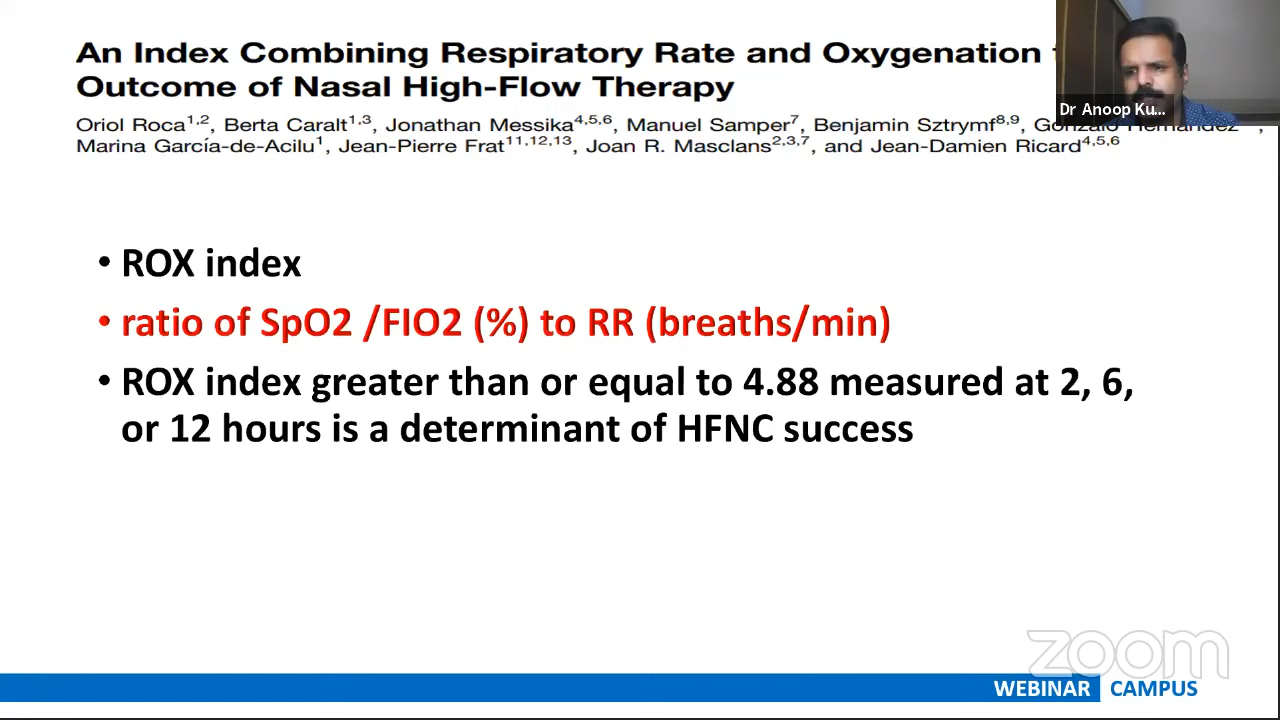 An Index Combining Respiratory Rate and Oxygenation
Outcome of Nasal High-Flow Therapy
Dr Anoop Ku...
Oriol Roca1,2, Berta Caralt1,3, Jonathan Messika4,5,6, Manuel Samper7, Benjamin Sztrymf8,9, Gonzalo Hernandez
Marina García-de-Acilu1, Jean-Pierre Frat11,12,13, Joan R. Masclans2,3,7, and Jean-Damien Ricard4,5,6
• ROX index
• ratio of SpO2 /FIO2 (%) to RR (breaths/min)
• ROX index greater than or equal to 4.88 measured at 2, 6,
or 12 hours is a determinant of HFNC success
zoom
WEBINAR CAMPUS